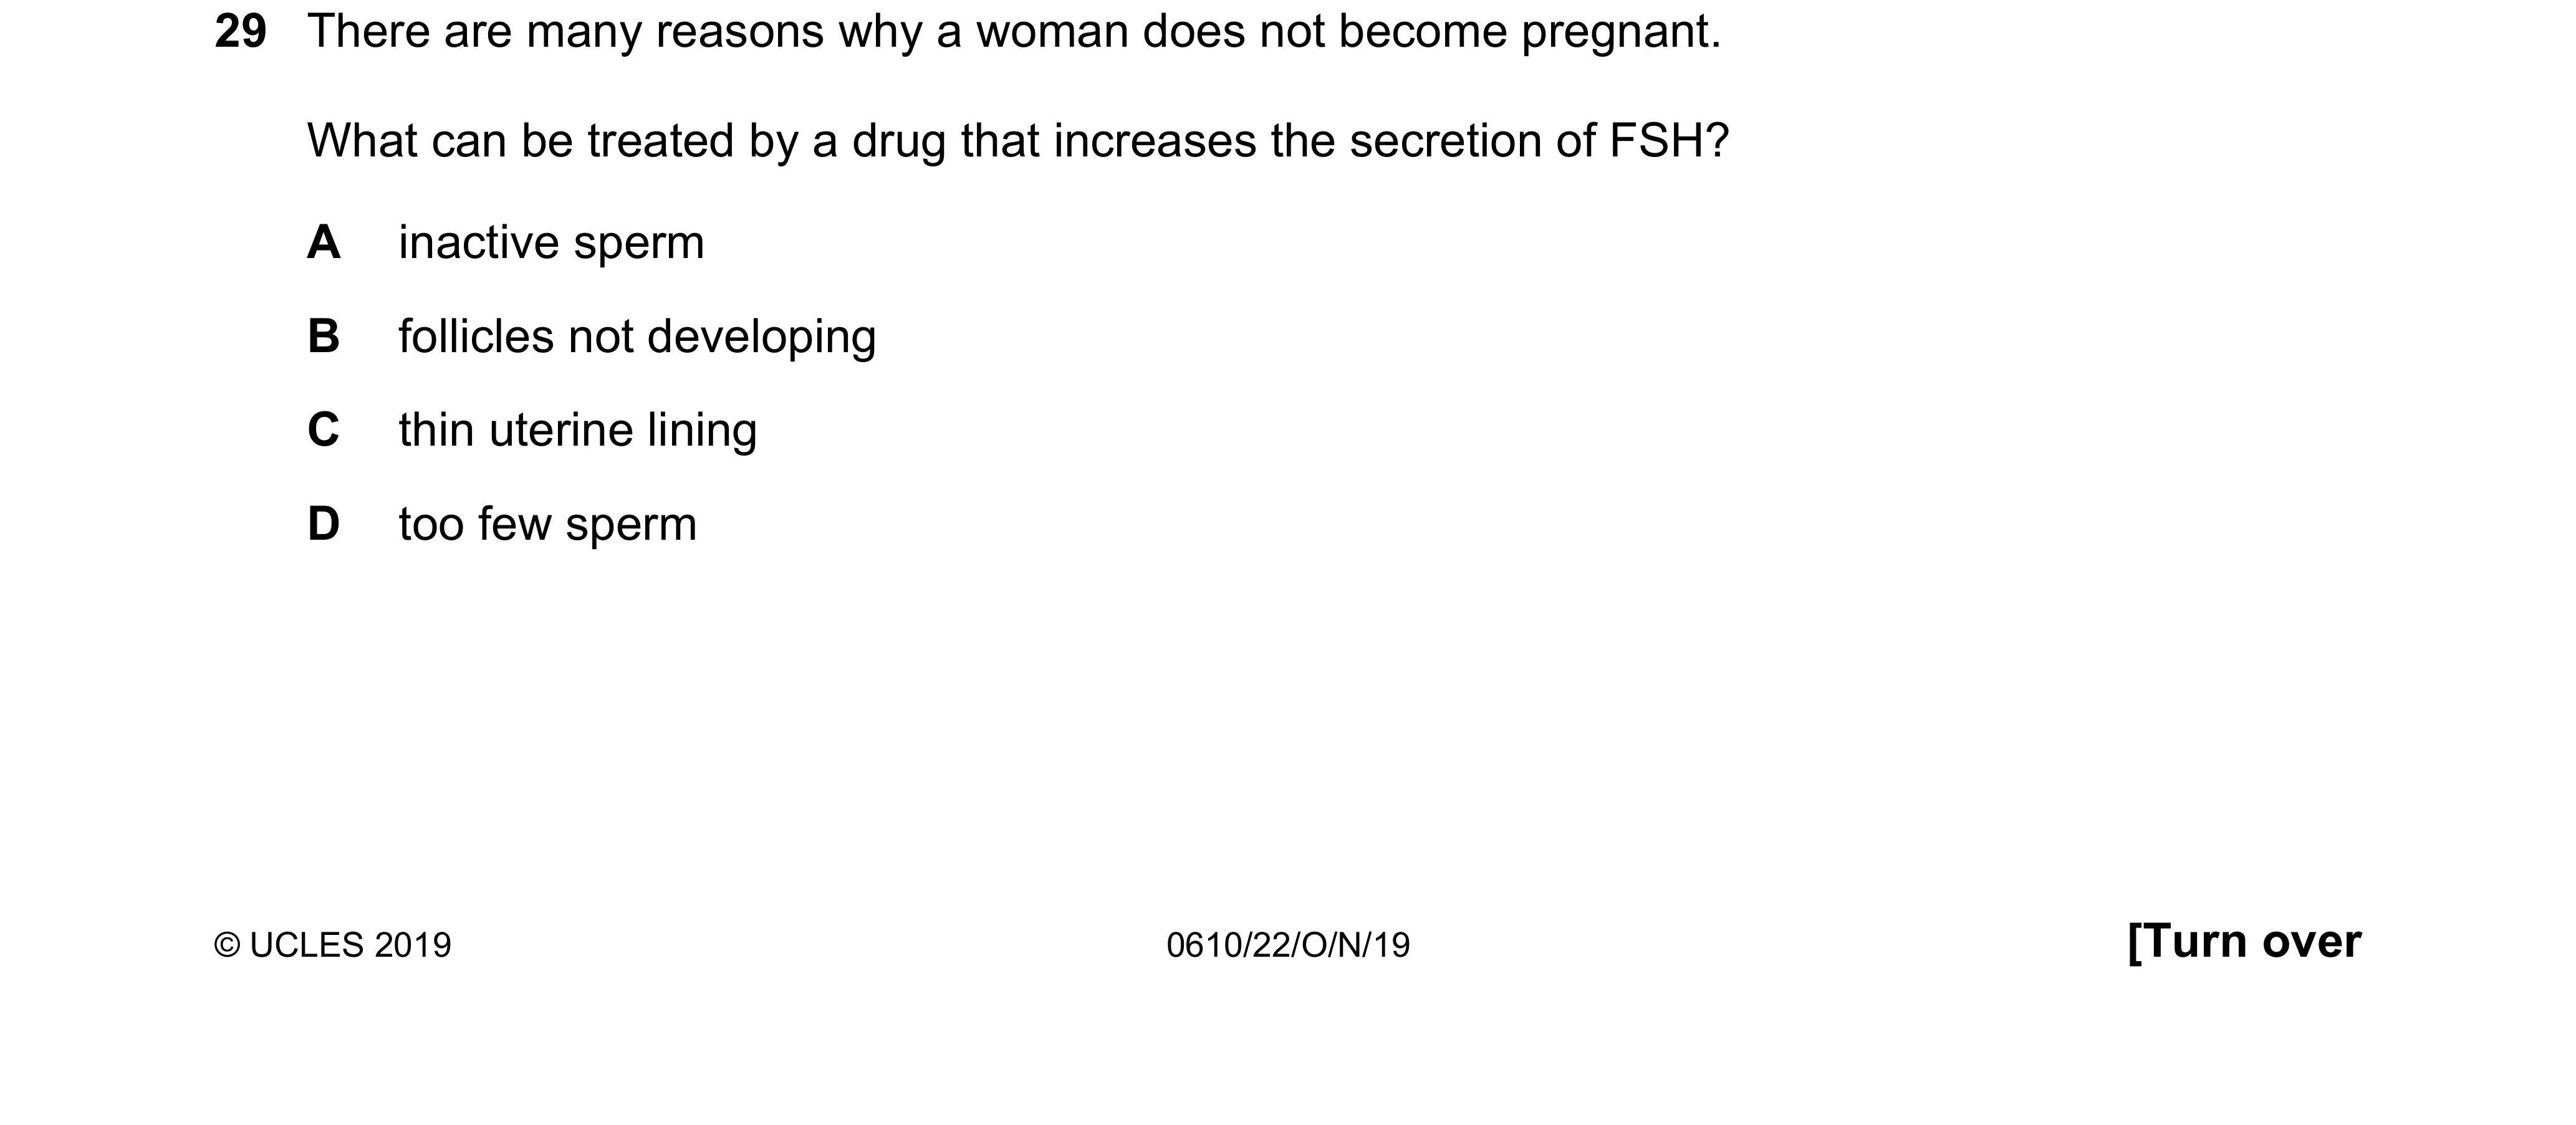 29 There are many reasons why a woman does not become pregnant.
What can be treated by a drug that increases the secretion of FSH?
A inactive sperm
B follicles not developing
C thin uterine lining
D too few sperm
© UCLES 2019 0610/22/O/N/19 [Turn over